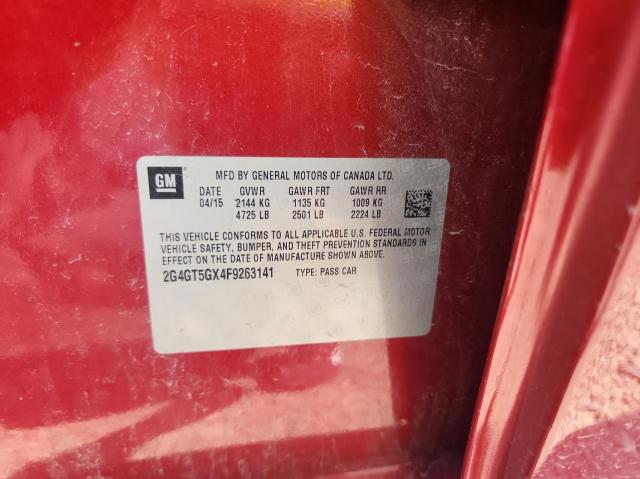 GM
MFD BY GENERAL MOTORS OF CANADA LTD.
DATE GVWR GAWR FRT GAWR RR
04/15 2144 KG 1135 KG 1009 KG
4725 LB 2501 LB 2224 LB
THIS VEHICLE CONFORMS TO ALL APPLICABLE U.S. FEDERAL MOTOR
VEHICLE SAFETY, BUMPER, AND THEFT PREVENTION STANDARDS IN
EFFECT ON THE DATE OF MANUFACTURE SHOWN ABOVE.
2G4GT5GX4F9263141 TYPE: PASS CAR